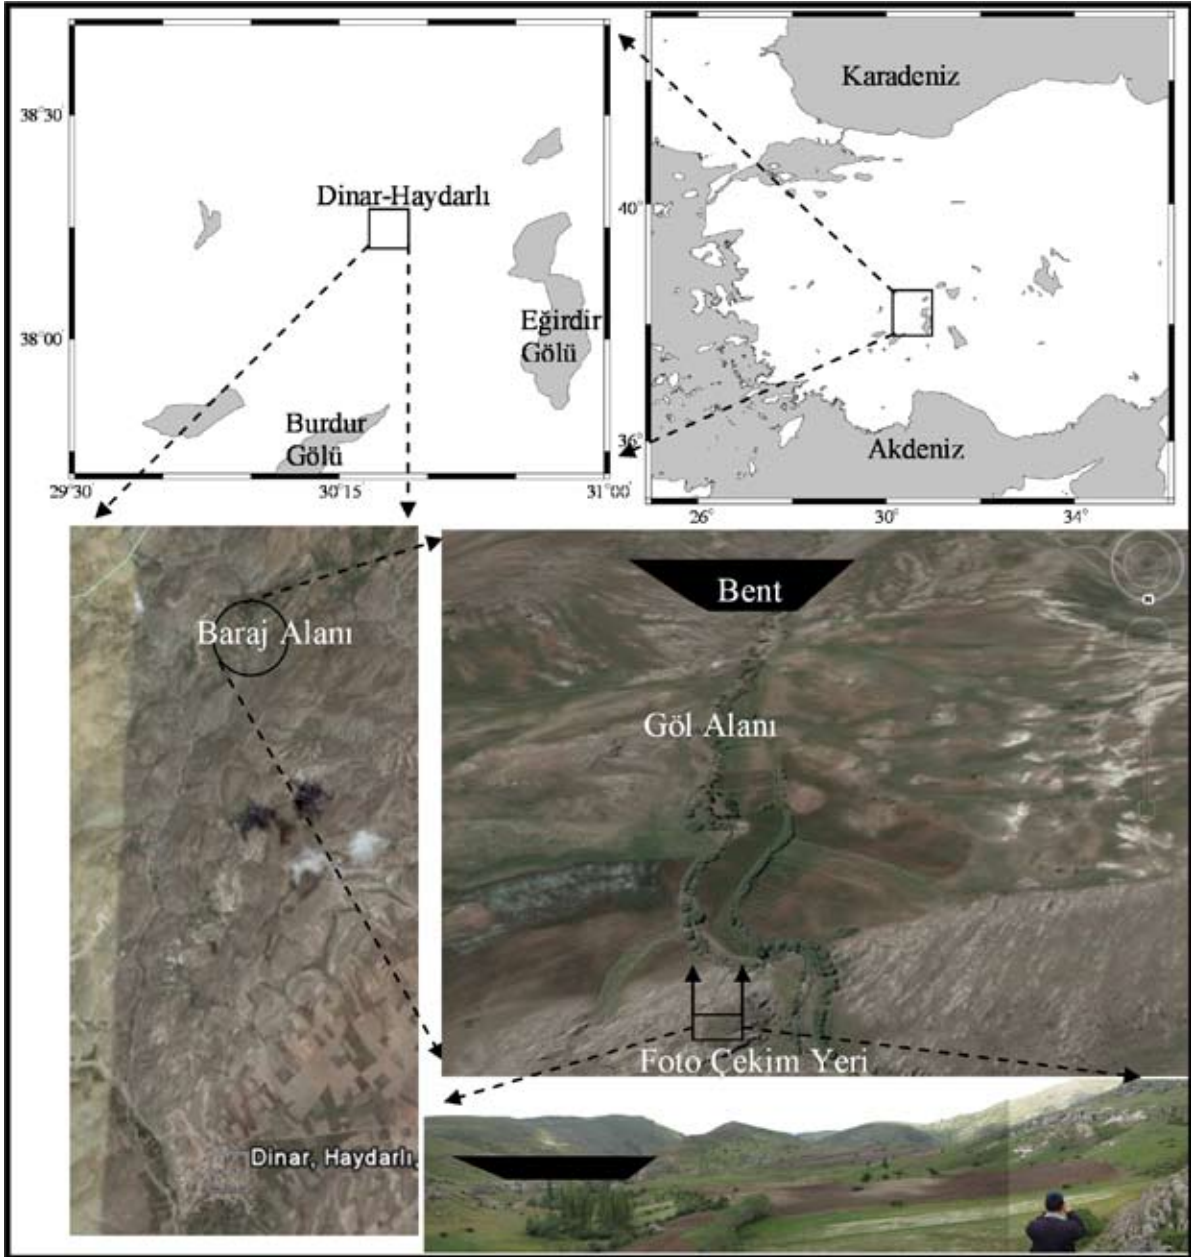 Karadeniz
40°
36°
Akdeniz
26°
30°
34°
38°30'
Dinar-Haydarlı
38°00'
Eğirdir
Gölü
Burdur
Gölü
29°30'
30°15'
31°00'
Baraj Alanı
Dinar, Haydarlı,
Bent
Göl Alanı
Foto Çekim Yeri